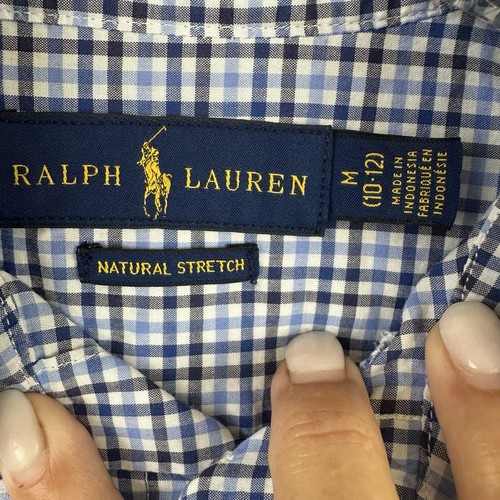 RALPH LAUREN
M
(10-12)
MADE IN
INDONESIA
FABRIQUÉ EN
INDONÉSIE
NATURAL STRETCH